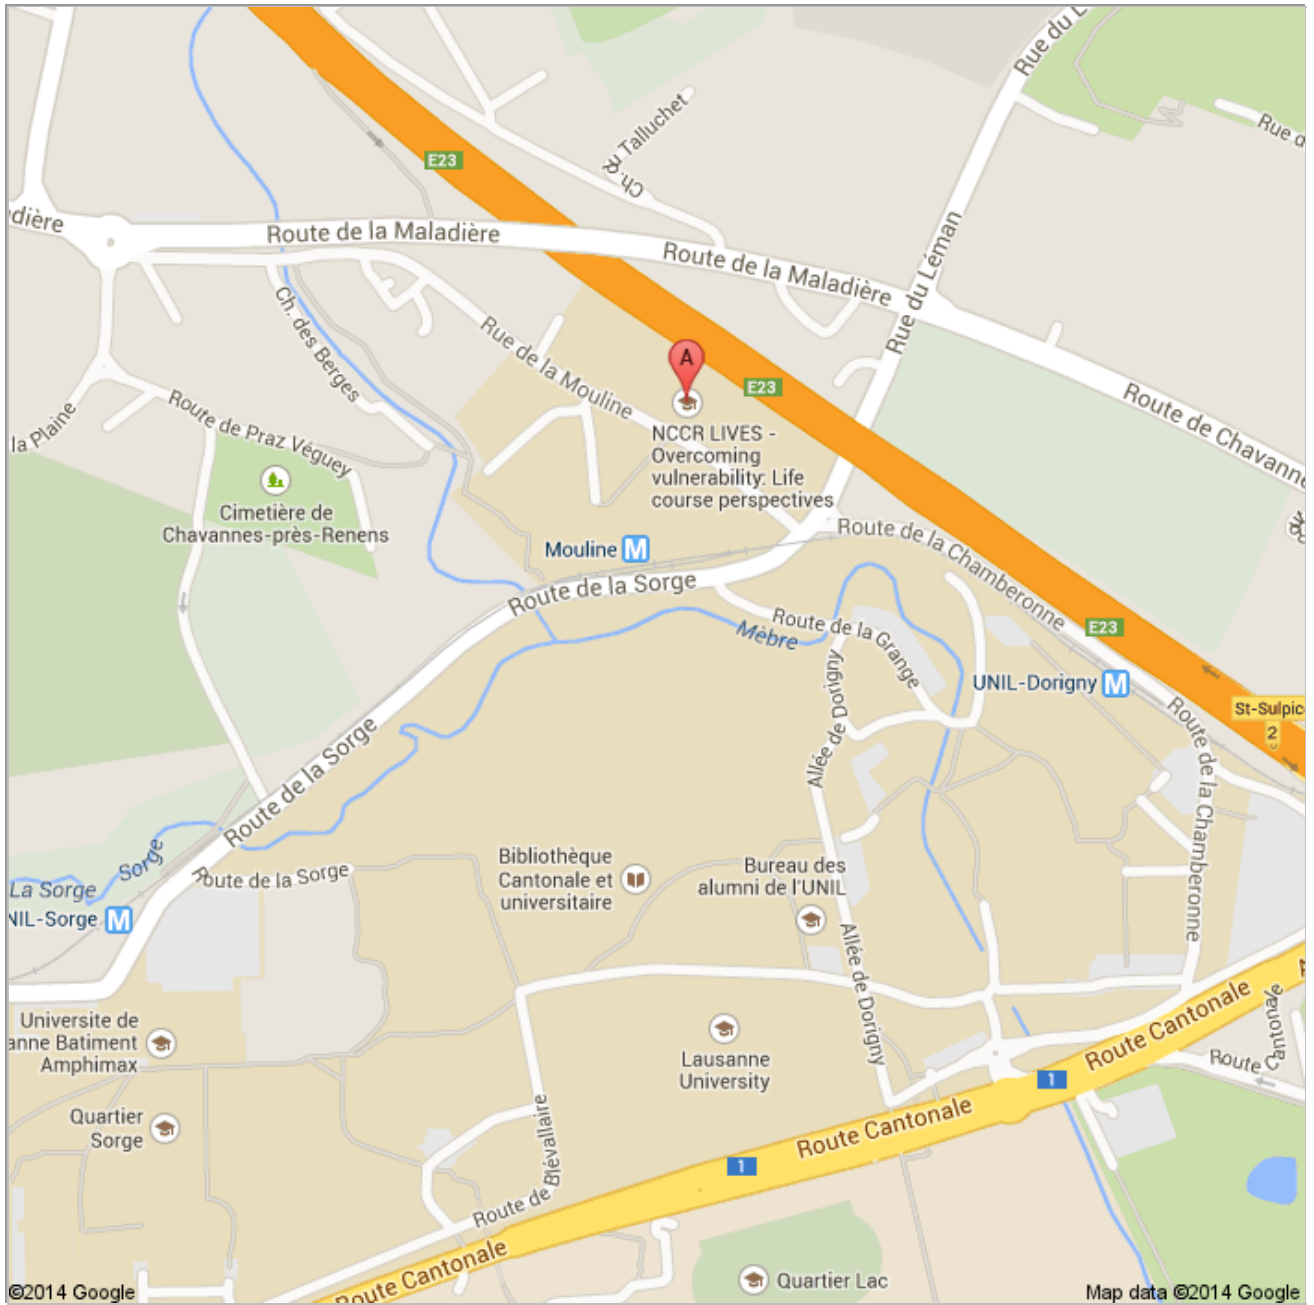 Rue du L
Rue d
Ch. du Talluchet
E23
dière
Route de la Maladière
Route de la Maladière
Rue du Léman
Ch. des Berges
Rue de la Mouline
A
E23
NCCR LIVES -
Overcoming
vulnerability: Life
course perspectives
Route de Chavanne
la Plaine
Route de Praz Véguey
Cimetière de
Chavannes-près-Renens
Mouline M
Route de la Chamberonne
Route de la Sorge
Route de la Grange
Mèbre
E23
UNIL-Dorigny M
Allée de Dorigny
St-Sulpic
2
Route de la Chamberonne
Route de la Sorge
Sorge
La Sorge
NIL-Sorge M
Route de la Sorge
Bibliothèque
Cantonale et
universitaire
Bureau des
alumni de l'UNIL
Allée de Dorigny
Universite de
anne Batiment
Amphimax
Lausanne
University
Route Cantonale
Route Cantonale
1
Quartier
Sorge
Route Cantonale
1
Route de Blévallaire
Route Cantonale
Quartier Lac
©2014 Google
Map data ©2014 Google